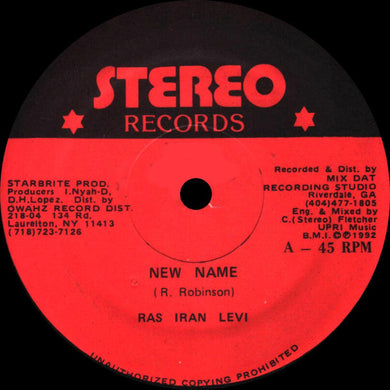 STEREO
RECORDS
STARBRITE PROD.
Producers I.Nyah-D,
D.H.Lopez. Dist. by
OWAHZ RECORD DIST.
218-04 134 Rd.
Laurelton, NY 11413
(718)723-7126
Recorded & Dist. by
MIX DAT
RECORDING STUDIO
Riverdale, GA
(404)477-1805
Eng. & Mixed by
C.(Stereo) Fletcher
UPRI Music
B.M.I.©℗1992
A - 45 RPM
NEW NAME
(R. Robinson)
RAS IRAN LEVI
UNAUTHORIZED COPYING PROHIBITED